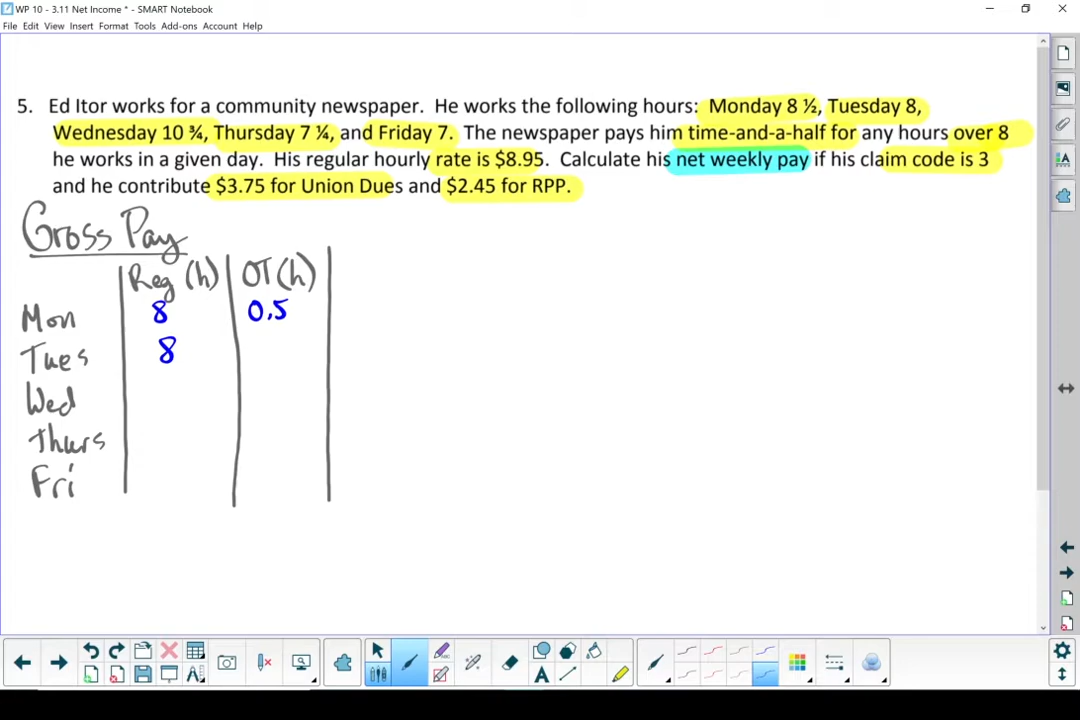 WP 10 - 3.11 Net Income * - SMART Notebook
File Edit View Insert Format Tools Add-ons Account Help
5. Ed Itor works for a community newspaper. He works the following hours: Monday 8 ½, Tuesday 8,
Wednesday 10 ¾, Thursday 7 ¼, and Friday 7. The newspaper pays him time-and-a-half for any hours over 8
he works in a given day. His regular hourly rate is $8.95. Calculate his net weekly pay if his claim code is 3
and he contribute $3.75 for Union Dues and $2.45 for RPP.
Gross Pay
Reg (h) OT (h)
Mon 8 0.5
Tues 8
Wed
Thurs
Fri